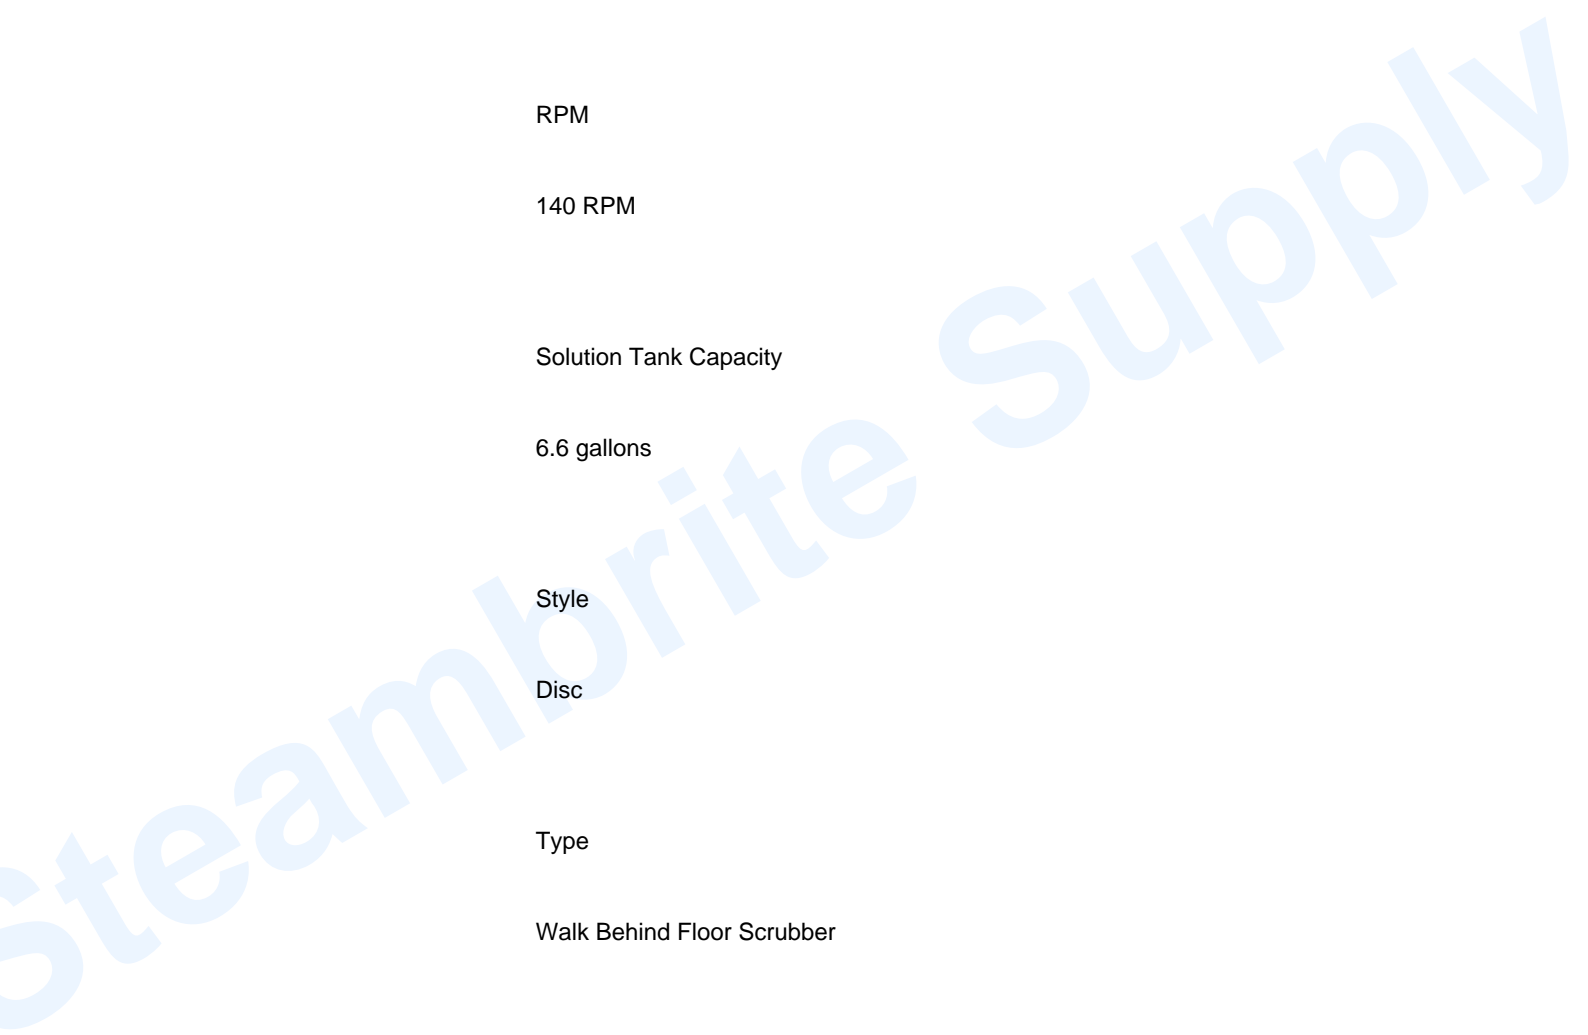 RPM
140 RPM
Solution Tank Capacity
6.6 gallons
Style
Disc
Type
Walk Behind Floor Scrubber
Steambrite Supply